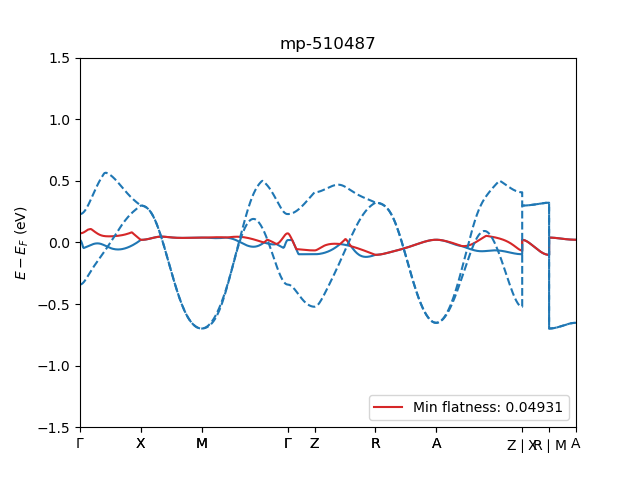 mp-510487
E − E_F (eV)
1.5
1.0
0.5
0.0
−0.5
−1.0
−1.5
Min flatness: 0.04931
Γ X M Γ Z R A Z | X R | M A